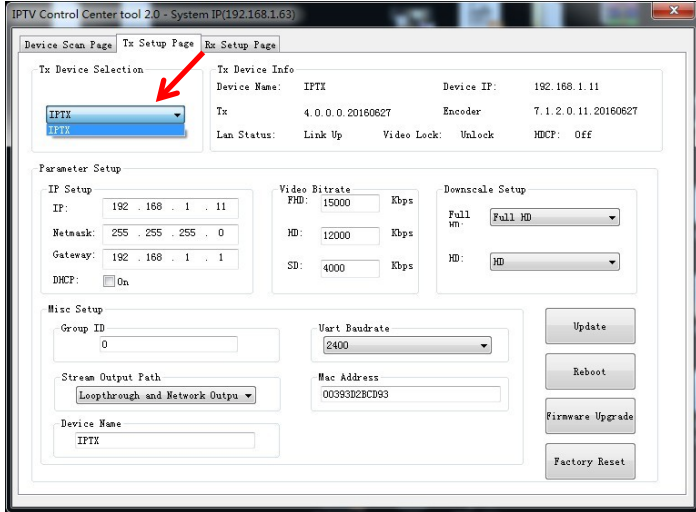 IPTV Control Center tool 2.0 - System IP(192.168.1.63)
Device Scan Page Tx Setup Page Rx Setup Page
Tx Device Selection
IPTX
IPTX
Tx Device Info
Device Name: IPTX Device IP: 192.168.1.11
Tx 4.0.0.0.20160627 Encoder 7.1.2.0.11.20160627
Lan Status: Link Up Video Lock: Unlock HDCP: Off
Parameter Setup
IP Setup
IP: 192 . 168 . 1 . 11
Netmask: 255 . 255 . 255 . 0
Gateway: 192 . 168 . 1 . 1
DHCP: On
Video Bitrate
FHD: 15000 Kbps
HD: 12000 Kbps
SD: 4000 Kbps
Downscale Setup
Full Full HD
HD: HD
Misc Setup
Group ID
0
Uart Baudrate
2400
Stream Output Path
Loopthrough and Network Outpu
Mac Address
00393D2BCD93
Device Name
IPTX
Update
Reboot
Firmware Upgrade
Factory Reset